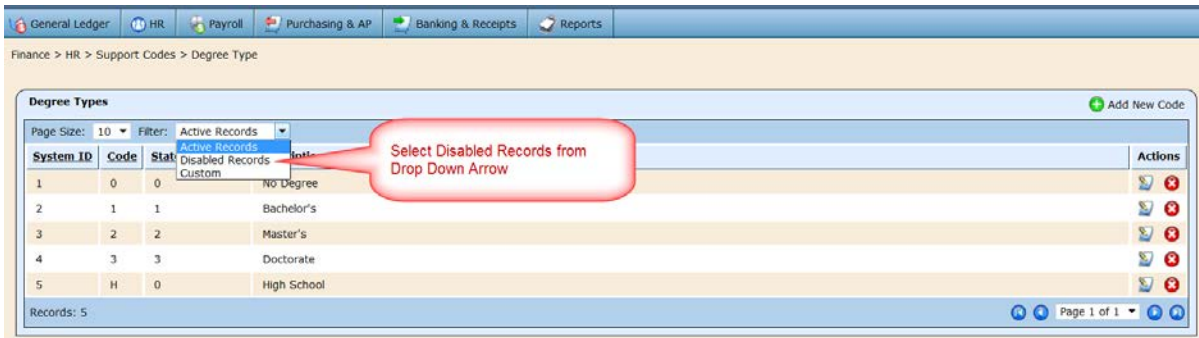 General Ledger HR Payroll Purchasing & AP Banking & Receipts Reports
Finance > HR > Support Codes > Degree Type
Degree Types Add New Code
Page Size: 10 Filter: Active Records
Active Records
Disabled Records
Custom
Select Disabled Records from
Drop Down Arrow
System ID Code Actions
1 0 0 No Degree
2 1 1 Bachelor's
3 2 2 Master's
4 3 3 Doctorate
5 H 0 High School
Records: 5 Page 1 of 1